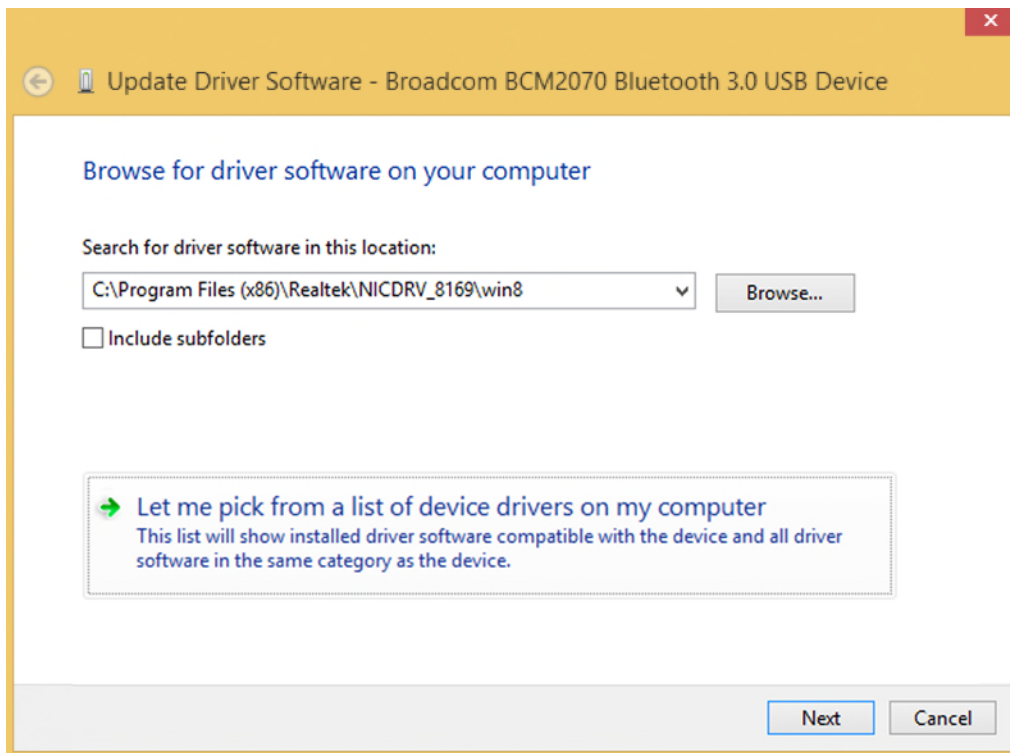 Update Driver Software - Broadcom BCM2070 Bluetooth 3.0 USB Device
Browse for driver software on your computer
Search for driver software in this location:
C:\Program Files (x86)\Realtek\NICDRV_8169\win8
Browse...
Include subfolders
Let me pick from a list of device drivers on my computer
This list will show installed driver software compatible with the device and all driver
software in the same category as the device.
Next
Cancel